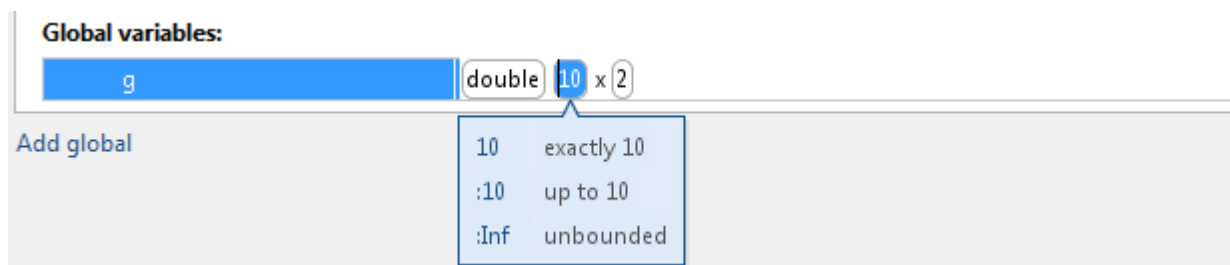 Global variables:
g double 10 x 2
Add global
10 exactly 10
:10 up to 10
:Inf unbounded